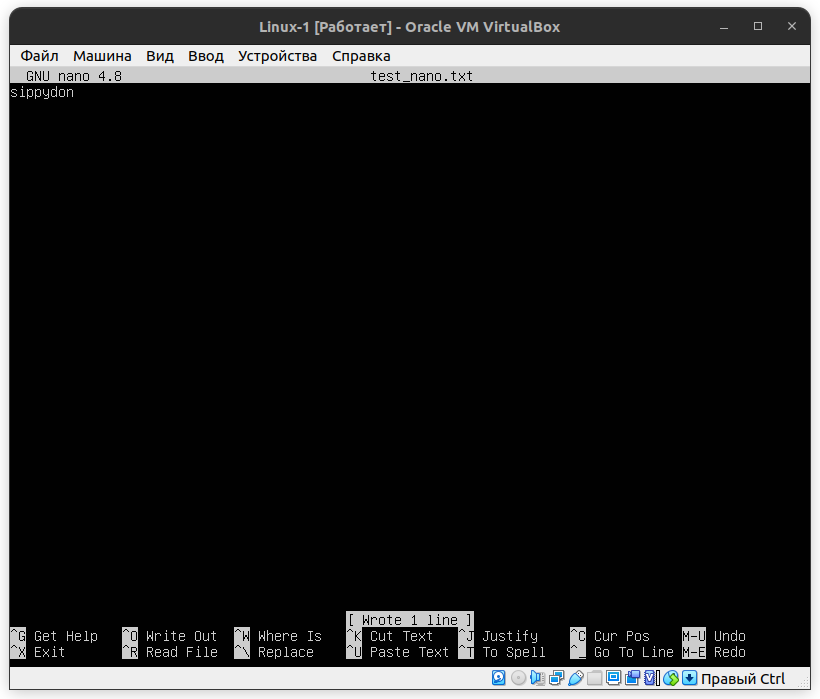 Linux-1 [Работает] - Oracle VM VirtualBox
Файл Машина Вид Ввод Устройства Справка
GNU nano 4.8 test_nano.txt
sippydon
[ Wrote 1 line ]
^G Get Help ^O Write Out ^W Where Is ^K Cut Text ^J Justify ^C Cur Pos M-U Undo
^X Exit ^R Read File ^\ Replace ^U Paste Text ^T To Spell ^_ Go To Line M-E Redo
Правый Ctrl